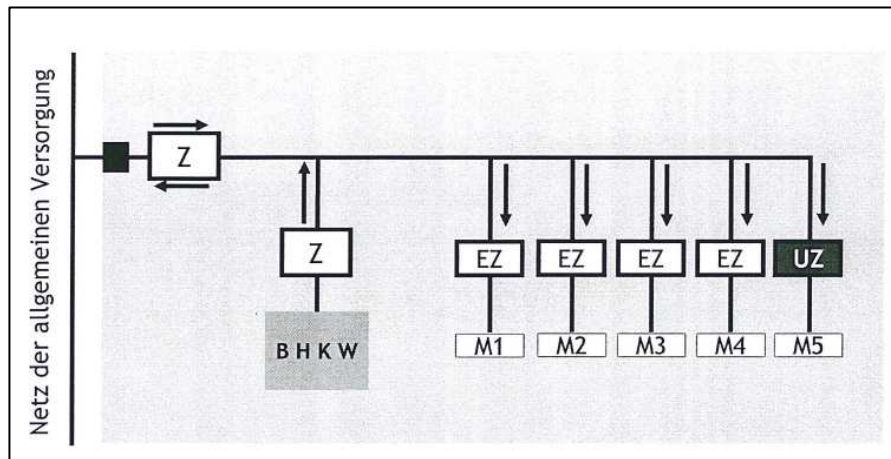 Netz der allgemeinen Versorgung
Z
Z
EZ EZ EZ EZ UZ
BHKW
M1 M2 M3 M4 M5